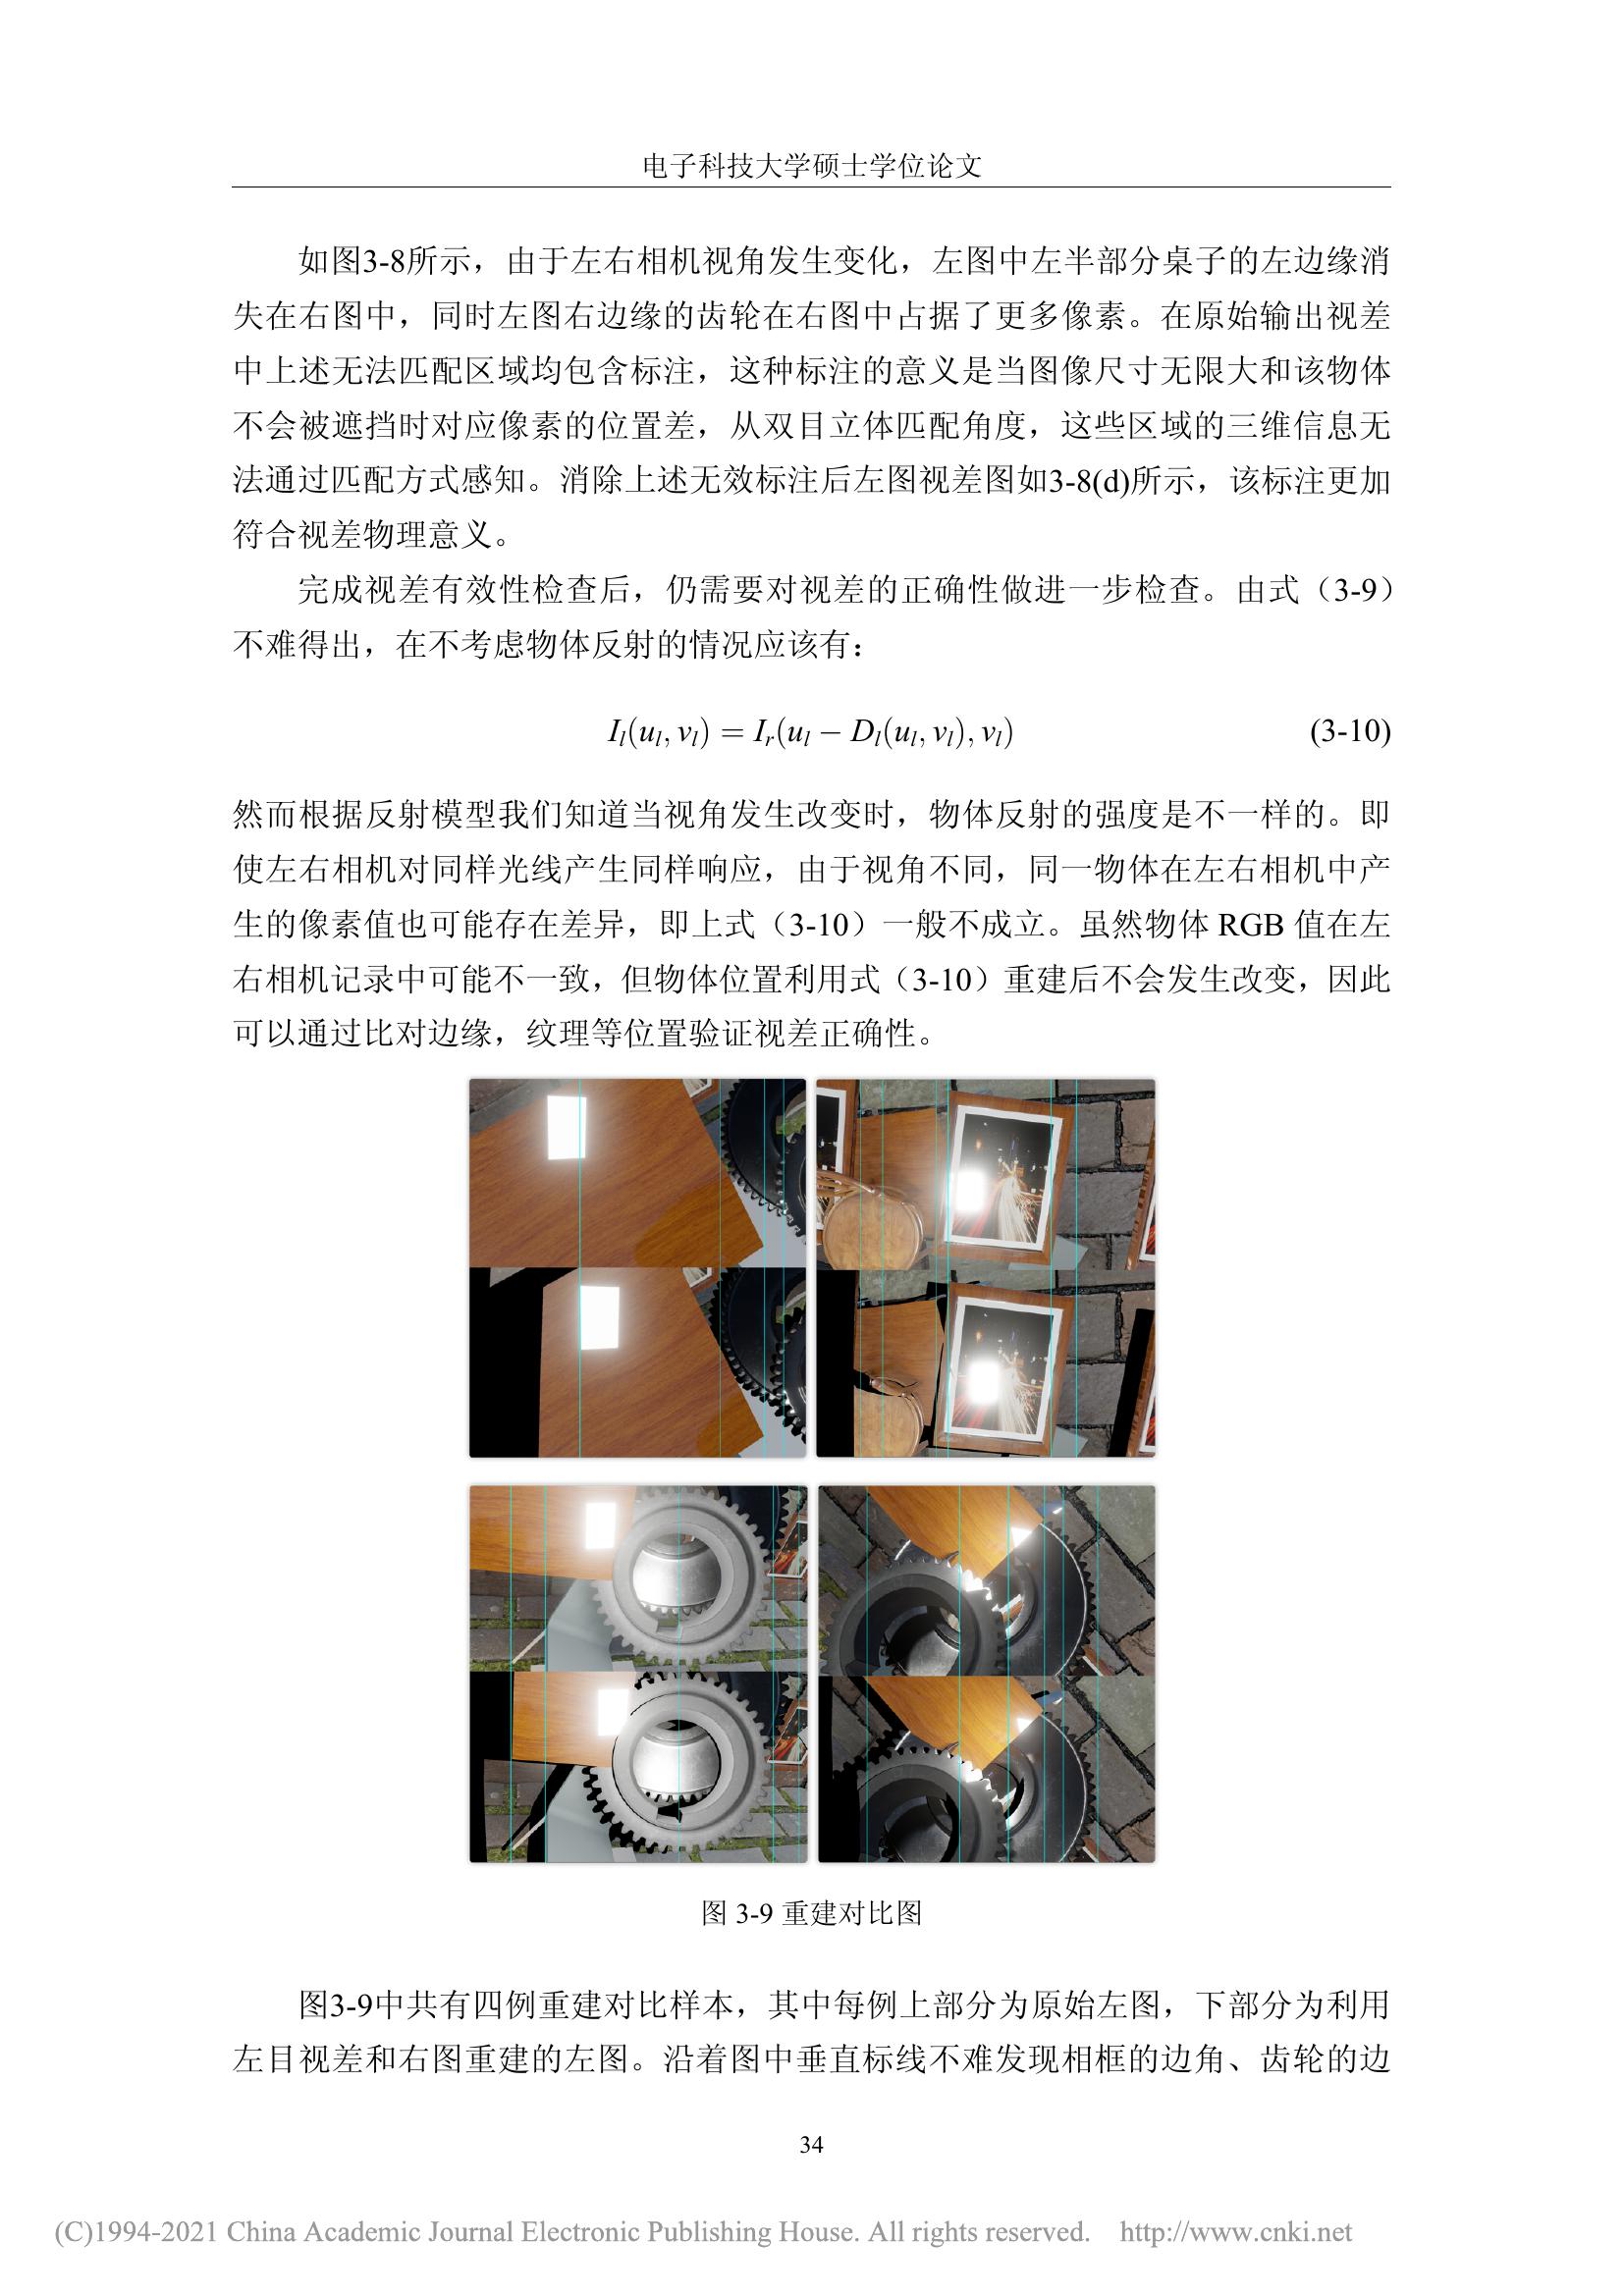 电子科技大学硕士学位论文
如图3-8所示，由于左右相机视角发生变化，左图中左半部分桌子的左边缘消
失在右图中，同时左图右边缘的齿轮在右图中占据了更多像素。在原始输出视差
中上述无法匹配区域均包含标注，这种标注的意义是当图像尺寸无限大和该物体
不会被遮挡时对应像素的位置差，从双目立体匹配角度，这些区域的三维信息无
法通过匹配方式感知。消除上述无效标注后左图视差图如3-8(d)所示，该标注更加
符合视差物理意义。
完成视差有效性检查后，仍需要对视差的正确性做进一步检查。由式（3-9）
不难得出，在不考虑物体反射的情况应该有：
I_l(u_l, v_l) = I_r(u_l − D_l(u_l, v_l), v_l) (3-10)
然而根据反射模型我们知道当视角发生改变时，物体反射的强度是不一样的。即
使左右相机对同样光线产生同样响应，由于视角不同，同一物体在左右相机中产
生的像素值也可能存在差异，即上式（3-10）一般不成立。虽然物体 RGB 值在左
右相机记录中可能不一致，但物体位置利用式（3-10）重建后不会发生改变，因此
可以通过比对边缘，纹理等位置验证视差正确性。
图 3-9 重建对比图
图3-9中共有四例重建对比样本，其中每例上部分为原始左图，下部分为利用
左目视差和右图重建的左图。沿着图中垂直标线不难发现相框的边角、齿轮的边
34
(C)1994-2021 China Academic Journal Electronic Publishing House. All rights reserved. http://www.cnki.net